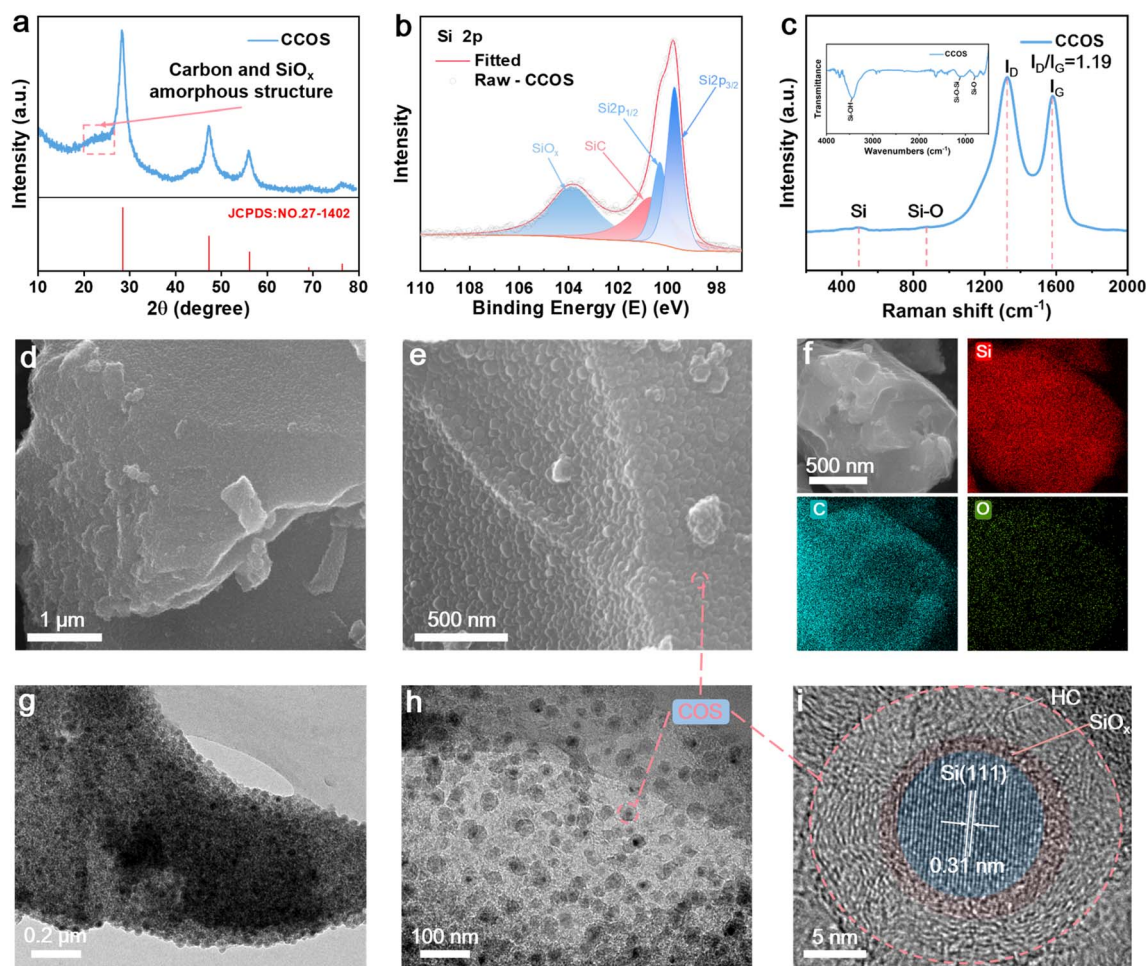 a
CCOS
Carbon and SiOₓ
amorphous structure
JCPDS:NO.27-1402
Intensity (a.u.)
10 20 30 40 50 60 70 80
2θ (degree)
b
Si 2p
Fitted
Raw - CCOS
Si2p₃/₂
Si2p₁/₂
SiOₓ
SiC
Intensity
110 108 106 104 102 100 98
Binding Energy (E) (eV)
c
CCOS
I_D/I_G=1.19
I_D
I_G
CCOS
Transmittance
Si-OH
Si-O-Si
Si-O
4000 3000 2000 1000
Wavenumbers (cm⁻¹)
Si
Si-O
Intensity (a.u.)
400 800 1200 1600 2000
Raman shift (cm⁻¹)
d
1 µm
e
500 nm
f
500 nm
Si
C
O
g
0.2 µm
h
COS
100 nm
i
HC
SiOₓ
Si(111)
0.31 nm
5 nm